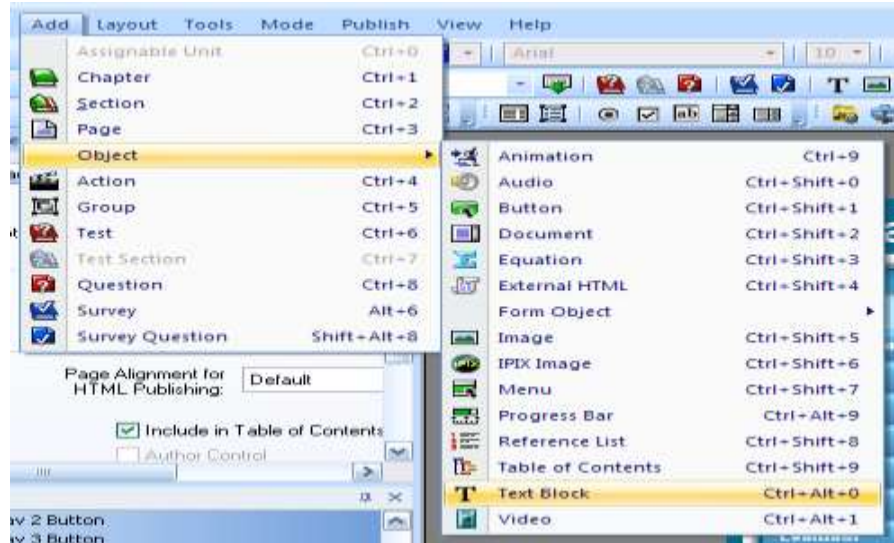 Add Layout Tools Mode Publish View Help
Assignable Unit Ctrl+0
Chapter Ctrl+1
Section Ctrl+2
Page Ctrl+3
Object
Action Ctrl+4
Group Ctrl+5
Test Ctrl+6
Test Section Ctrl+7
Question Ctrl+8
Survey Alt+6
Survey Question Shift+Alt+8
Arial 10
Animation Ctrl+9
Audio Ctrl+Shift+0
Button Ctrl+Shift+1
Document Ctrl+Shift+2
Equation Ctrl+Shift+3
External HTML Ctrl+Shift+4
Form Object
Image Ctrl+Shift+5
IPIX Image Ctrl+Shift+6
Menu Ctrl+Shift+7
Progress Bar Ctrl+Alt+9
Reference List Ctrl+Shift+8
Table of Contents Ctrl+Shift+9
Text Block Ctrl+Alt+0
Video Ctrl+Alt+1
Page Alignment for
HTML Publishing: Default
Include in Table of Contents
Author Control
av 2 Button
av 3 Button